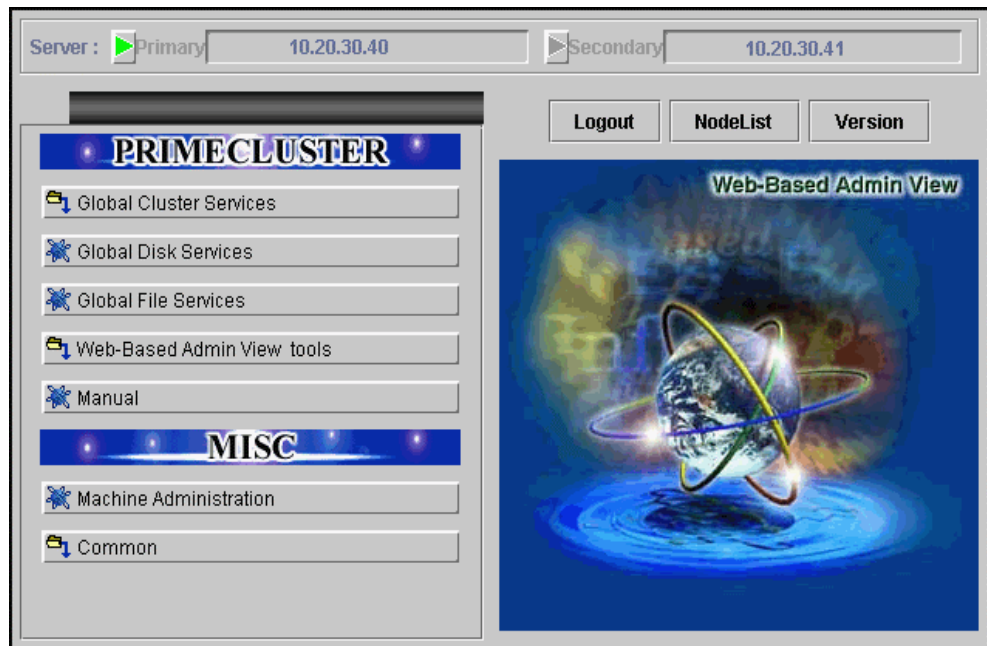 Server : Primary 10.20.30.40 Secondary 10.20.30.41
Logout NodeList Version
PRIMECLUSTER
Global Cluster Services
Global Disk Services
Global File Services
Web-Based Admin View tools
Manual
MISC
Machine Administration
Common
Web-Based Admin View